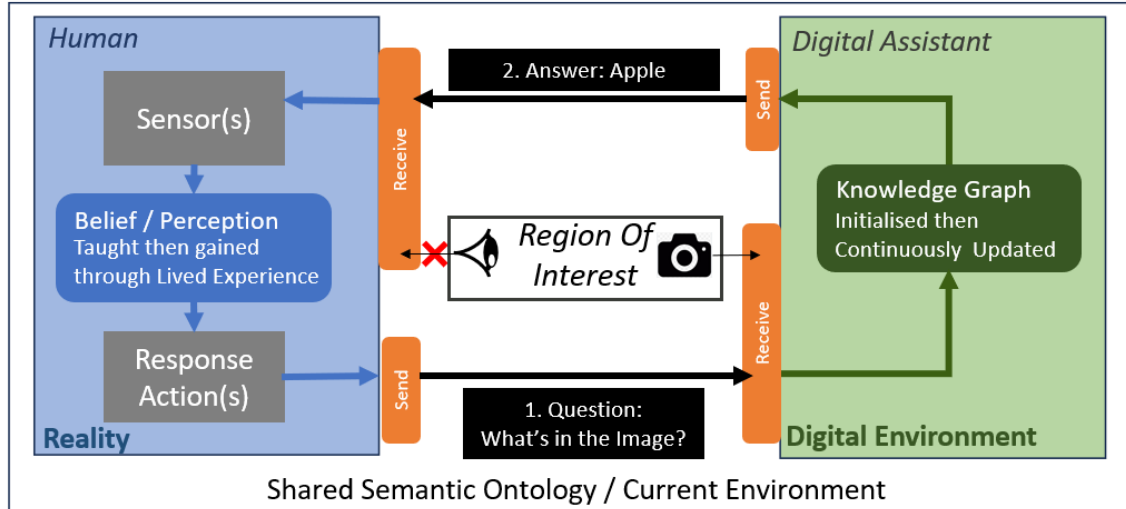 Human
Sensor(s)
Belief / Perception
Taught then gained
through Lived Experience
Response
Action(s)
Reality
Receive
Send
2. Answer: Apple
Region Of
Interest
1. Question:
What's in the Image?
Send
Receive
Digital Assistant
Knowledge Graph
Initialised then
Continuously Updated
Digital Environment
Shared Semantic Ontology / Current Environment